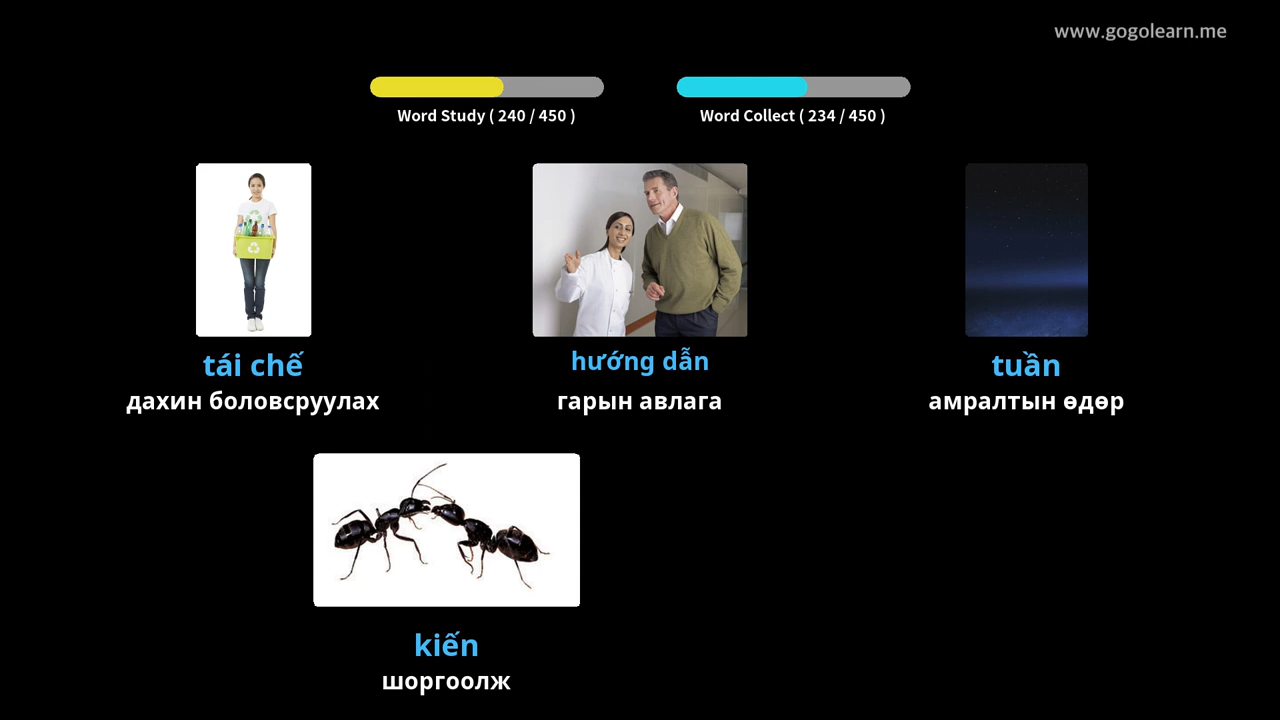 www.gogolearn.me
Word Study ( 240 / 450 )
Word Collect ( 234 / 450 )
tái chế
дахин боловсруулах
hướng dẫn
гарын авлага
tuần
амралтын өдөр
kiến
шоргоолж